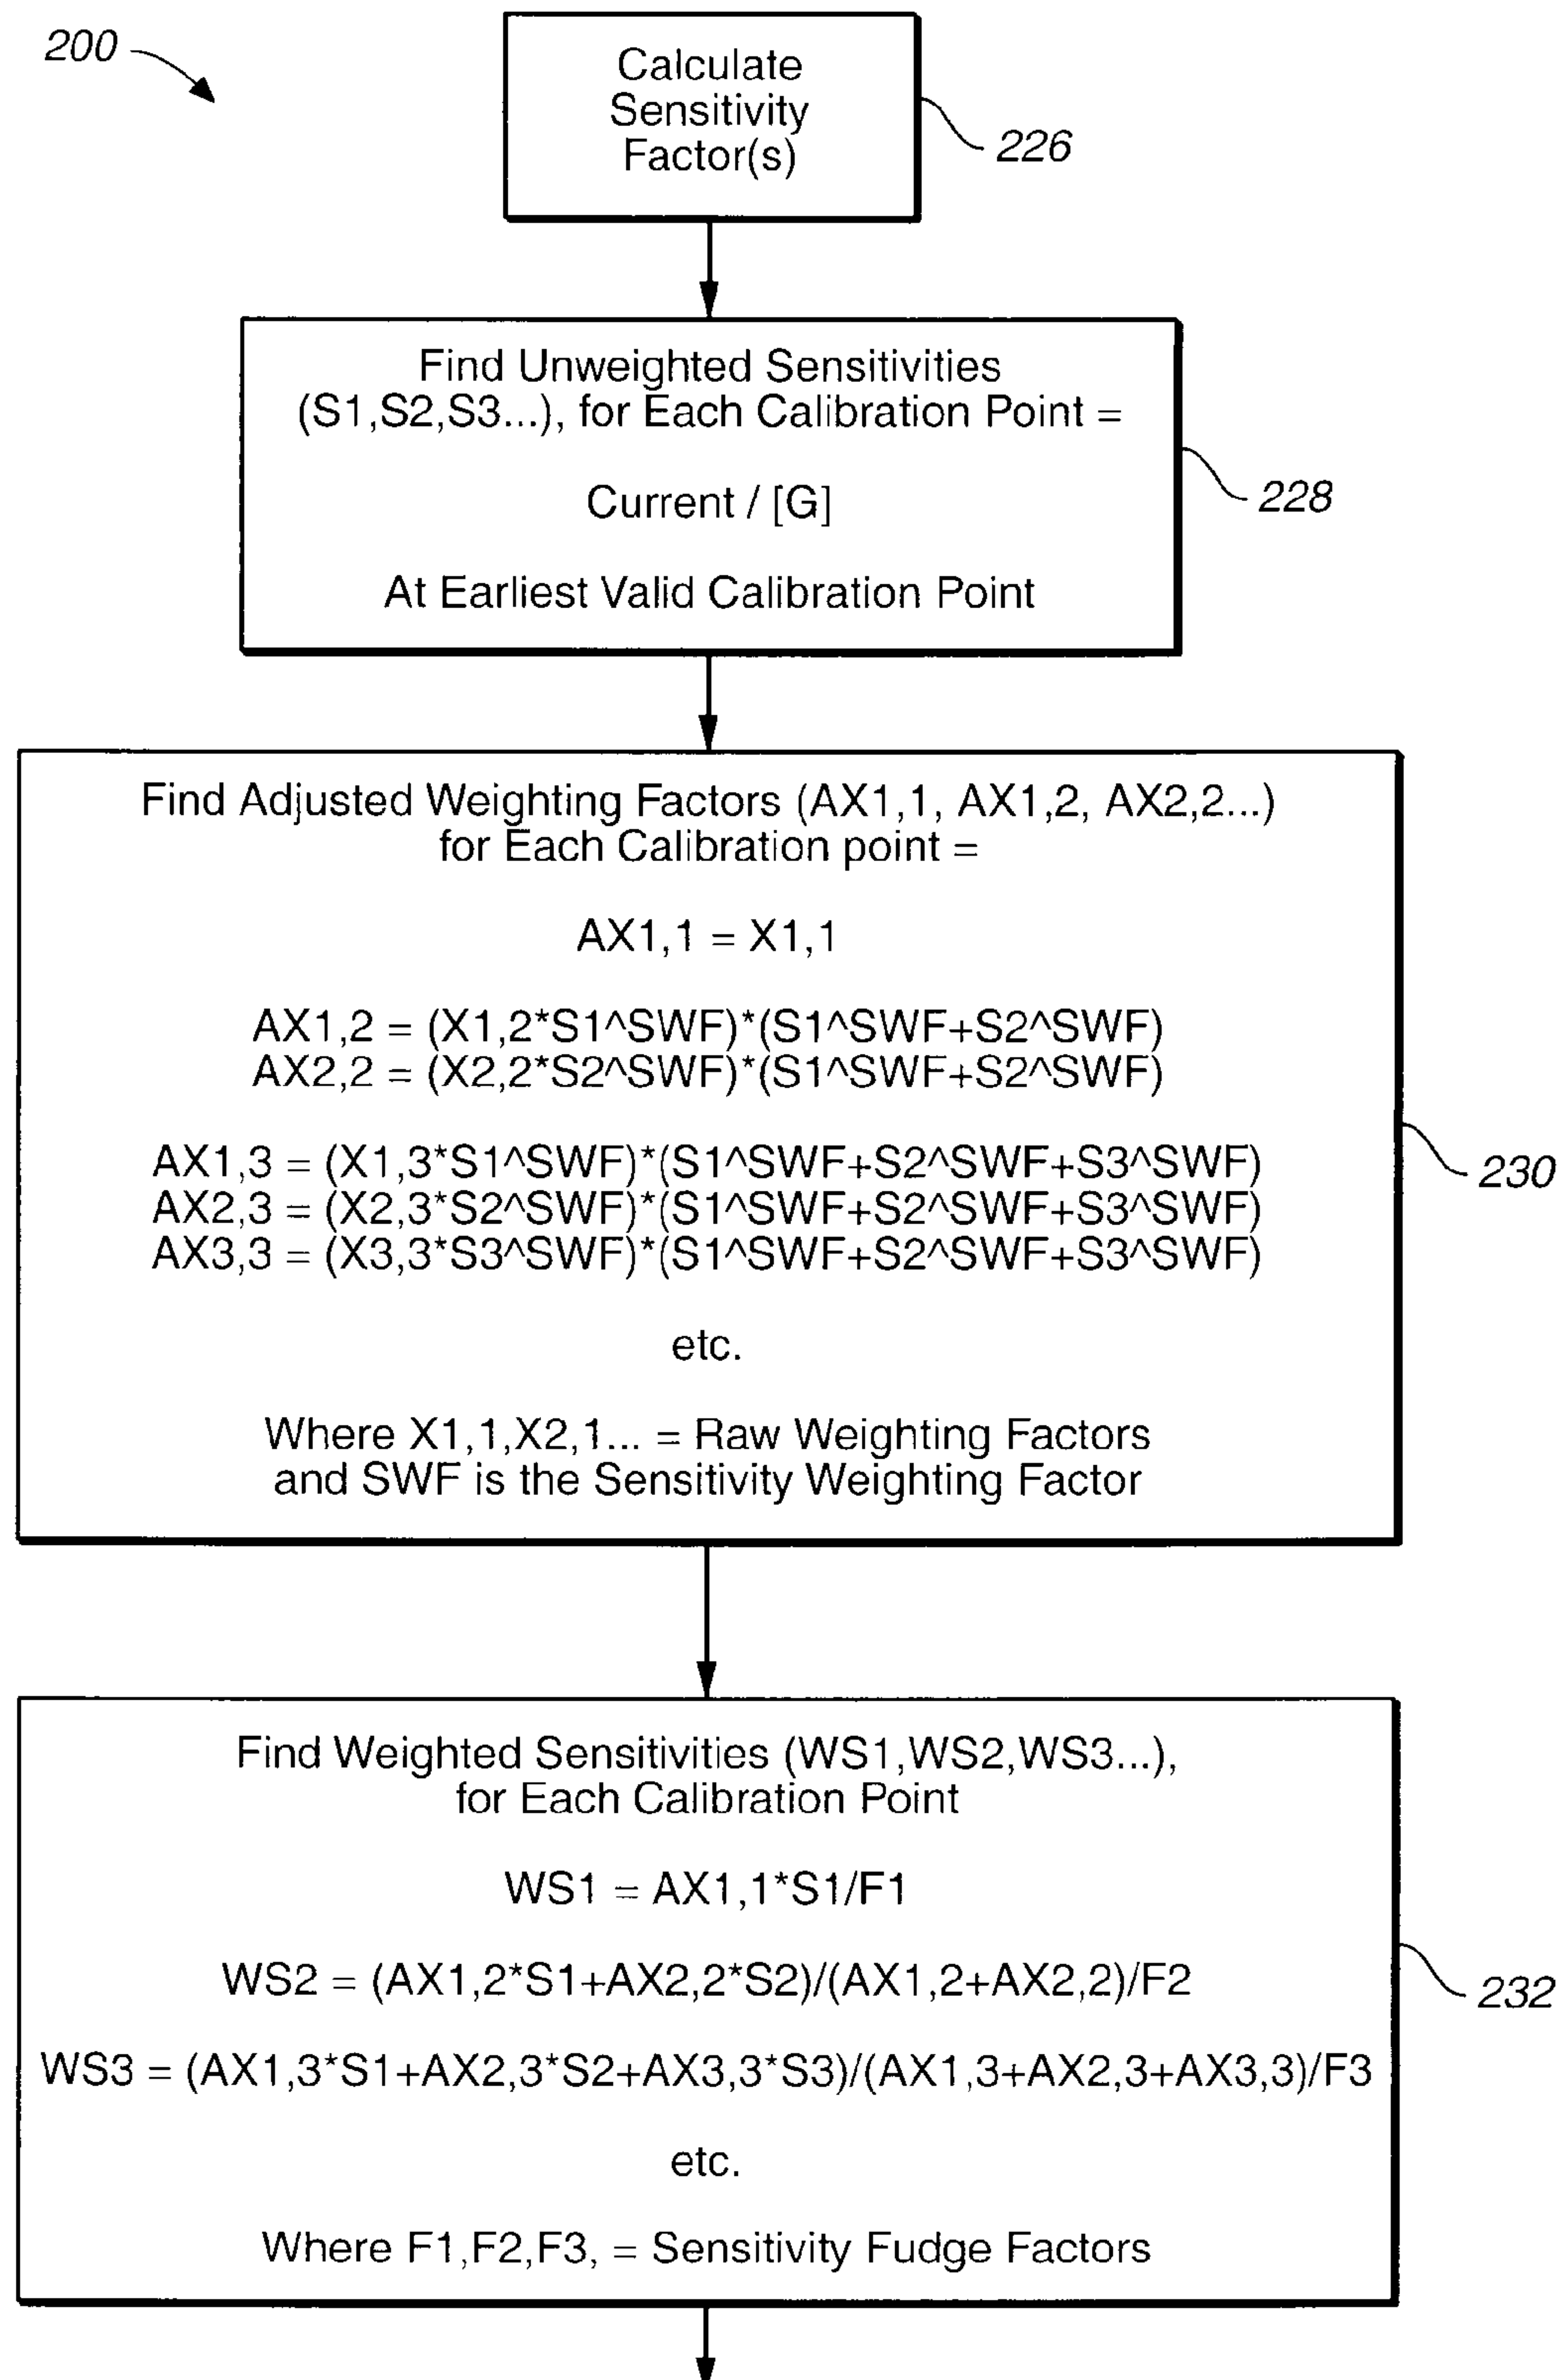 200
Calculate
Sensitivity
Factor(s)
226
Find Unweighted Sensitivities
(S1,S2,S3...), for Each Calibration Point =
Current / [G]
At Earliest Valid Calibration Point
228
Find Adjusted Weighting Factors (AX1,1, AX1,2, AX2,2...)
for Each Calibration point =
AX1,1 = X1,1
AX1,2 = (X1,2*S1^SWF)*(S1^SWF+S2^SWF)
AX2,2 = (X2,2*S2^SWF)*(S1^SWF+S2^SWF)
AX1,3 = (X1,3*S1^SWF)*(S1^SWF+S2^SWF+S3^SWF)
AX2,3 = (X2,3*S2^SWF)*(S1^SWF+S2^SWF+S3^SWF)
AX3,3 = (X3,3*S3^SWF)*(S1^SWF+S2^SWF+S3^SWF)
etc.
Where X1,1,X2,1... = Raw Weighting Factors
and SWF is the Sensitivity Weighting Factor
230
Find Weighted Sensitivities (WS1,WS2,WS3...),
for Each Calibration Point
WS1 = AX1,1*S1/F1
WS2 = (AX1,2*S1+AX2,2*S2)/(AX1,2+AX2,2)/F2
WS3 = (AX1,3*S1+AX2,3*S2+AX3,3*S3)/(AX1,3+AX2,3+AX3,3)/F3
etc.
Where F1,F2,F3, = Sensitivity Fudge Factors
232